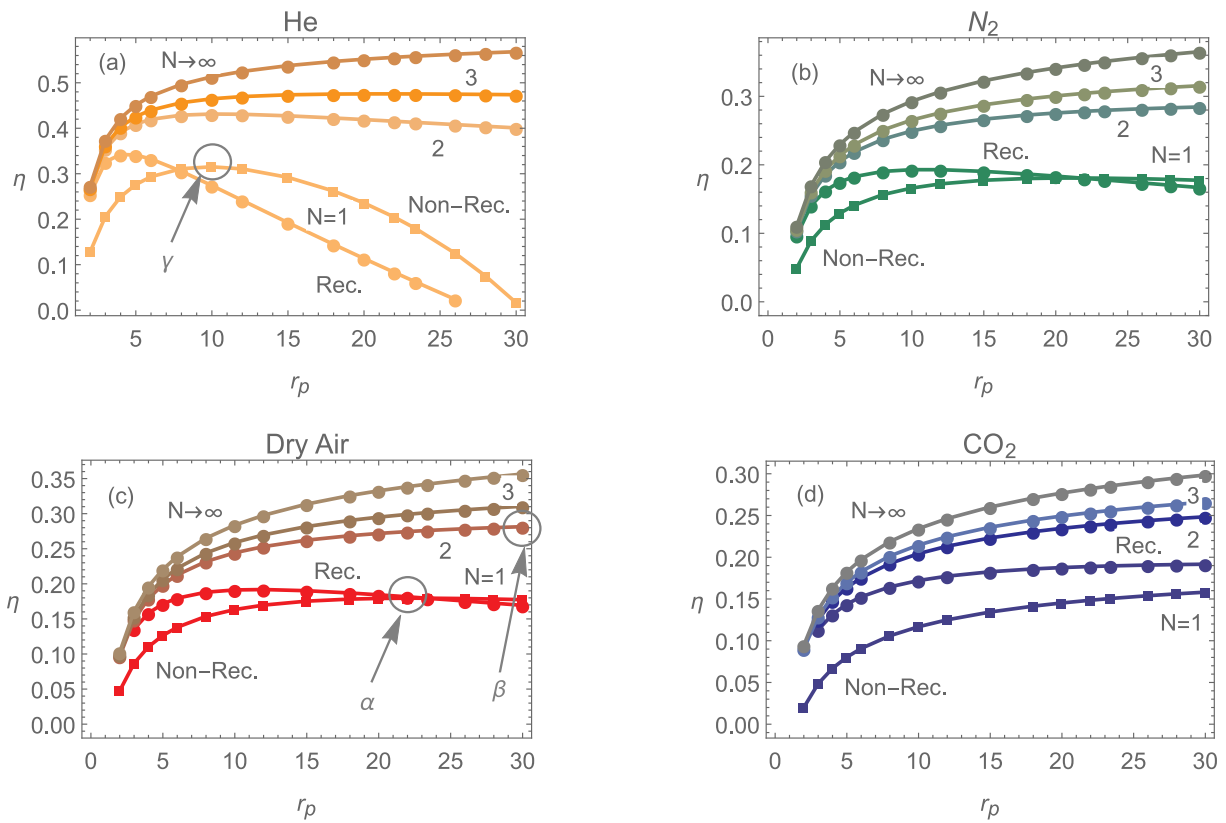 He
(a)
N→∞
3
2
N=1
Non−Rec.
Rec.
γ
η
0.5
0.4
0.3
0.2
0.1
0.0
5
10
15
20
25
30
r_p
N₂
(b)
N→∞
3
2
Rec.
N=1
Non−Rec.
η
0.3
0.2
0.1
0.0
0
5
10
15
20
25
30
r_p
Dry Air
(c)
N→∞
3
2
Rec.
N=1
Non−Rec.
α
β
η
0.35
0.30
0.25
0.20
0.15
0.10
0.05
0.00
0
5
10
15
20
25
30
r_p
CO₂
(d)
N→∞
3
2
Rec.
N=1
Non−Rec.
η
0.30
0.25
0.20
0.15
0.10
0.05
0.00
0
5
10
15
20
25
30
r_p